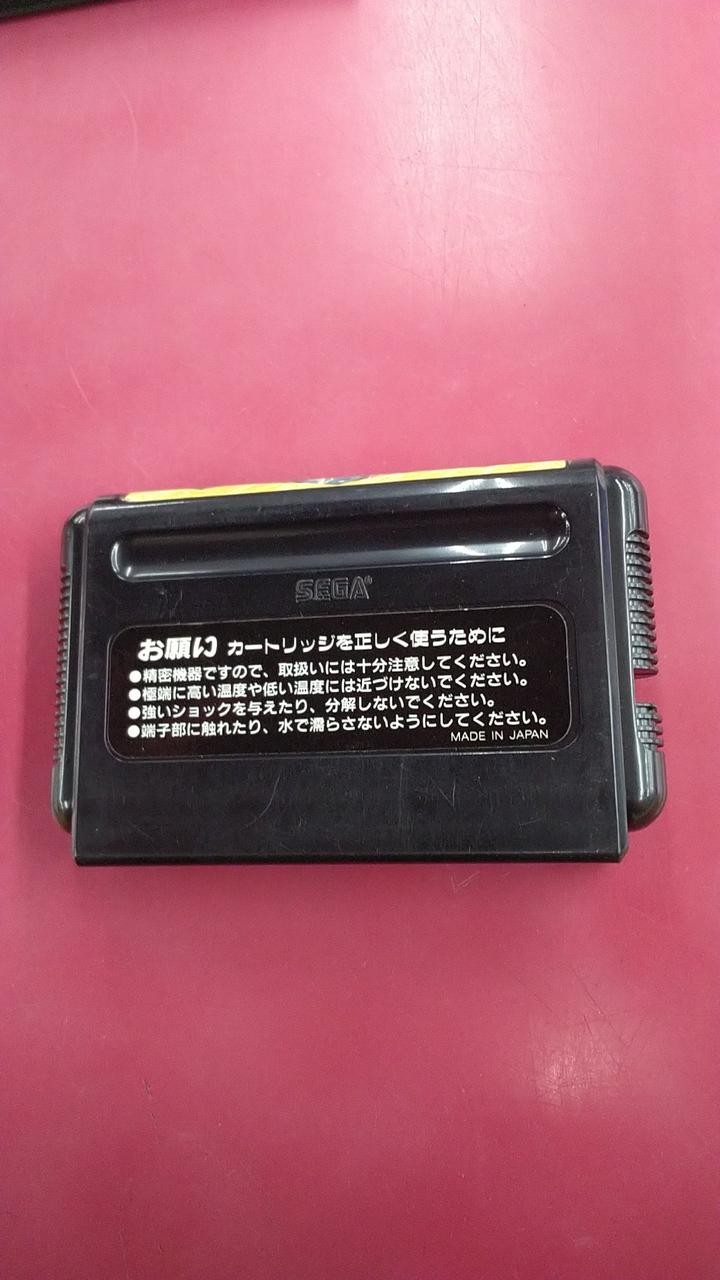 SEGA®
お願い カートリッジを正しく使うために
●精密機器ですので、取扱いには十分注意してください。
●極端に高い温度や低い温度には近づけないでください。
●強いショックを与えたり、分解しないでください。
●端子部に触れたり、水で濡らさないようにしてください。
MADE IN JAPAN